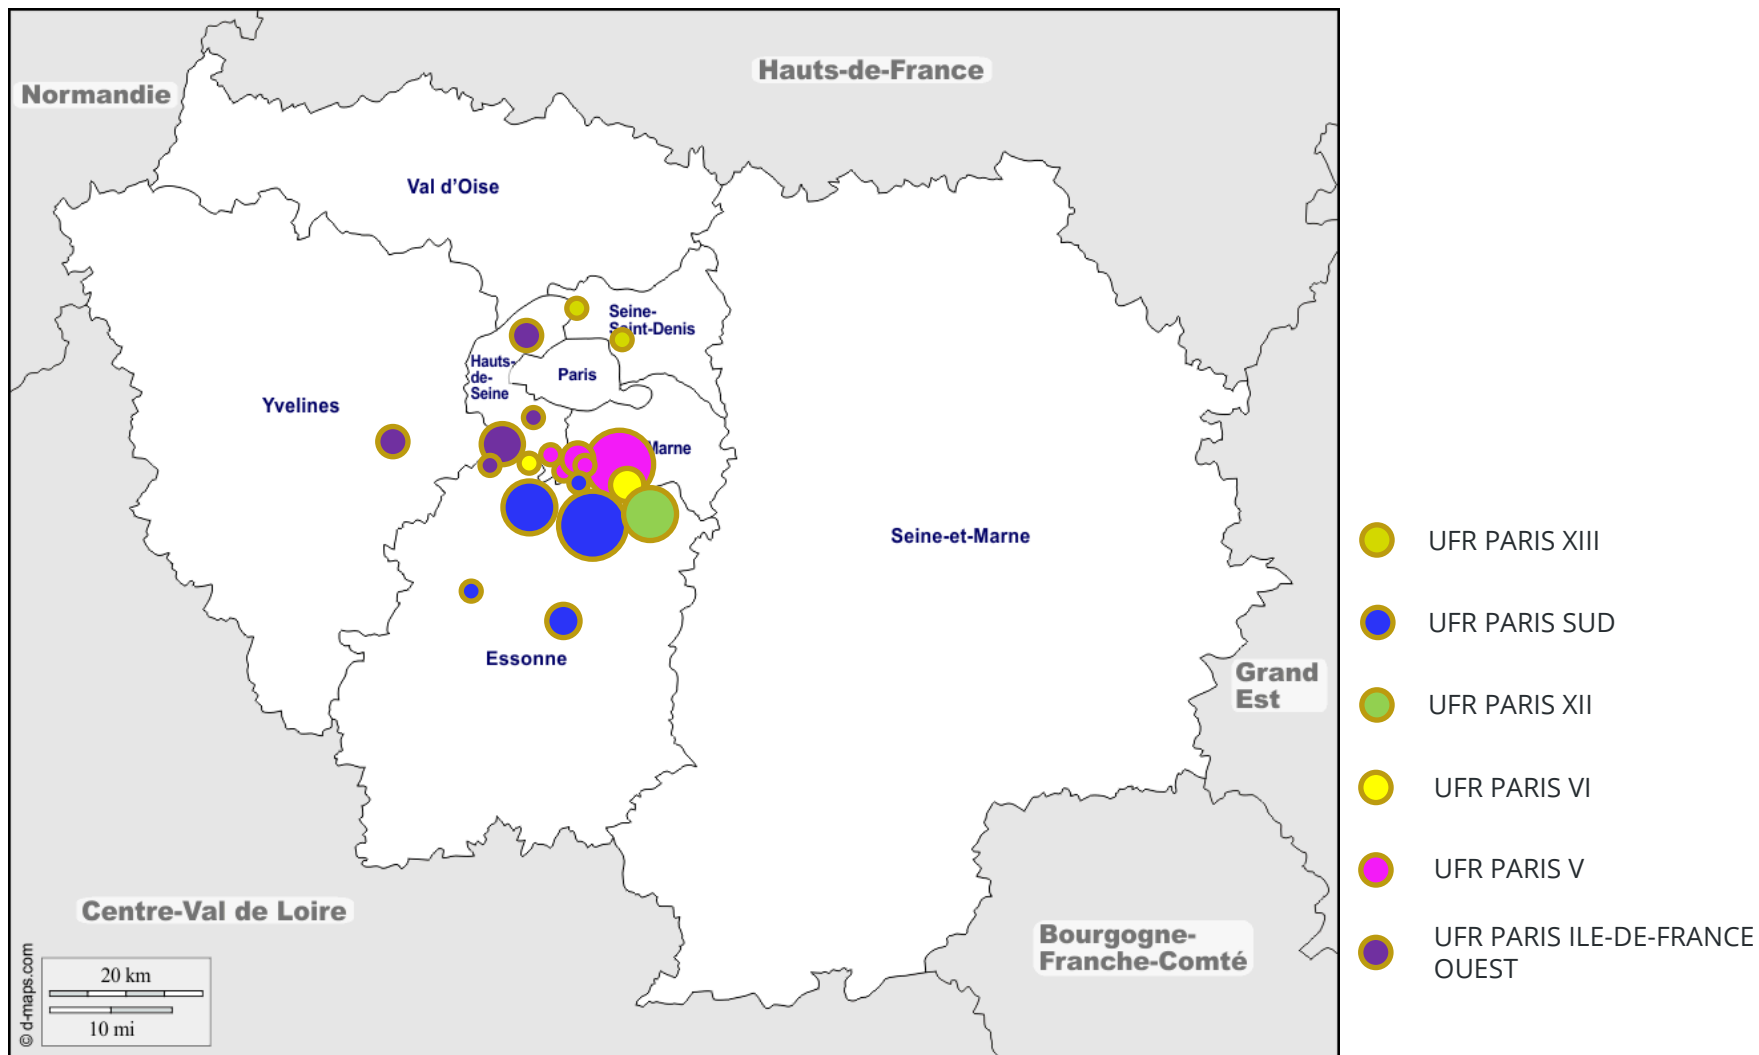 Hauts-de-France
Normandie
Val d'Oise
Seine-
Saint-Denis
Hauts-
de-
Seine
Paris
Yvelines
Marne
Seine-et-Marne
Essonne
Grand
Est
Centre-Val de Loire
Bourgogne-
Franche-Comté
20 km
10 mi
© d-maps.com
UFR PARIS XIII
UFR PARIS SUD
UFR PARIS XII
UFR PARIS VI
UFR PARIS V
UFR PARIS ILE-DE-FRANCE
OUEST